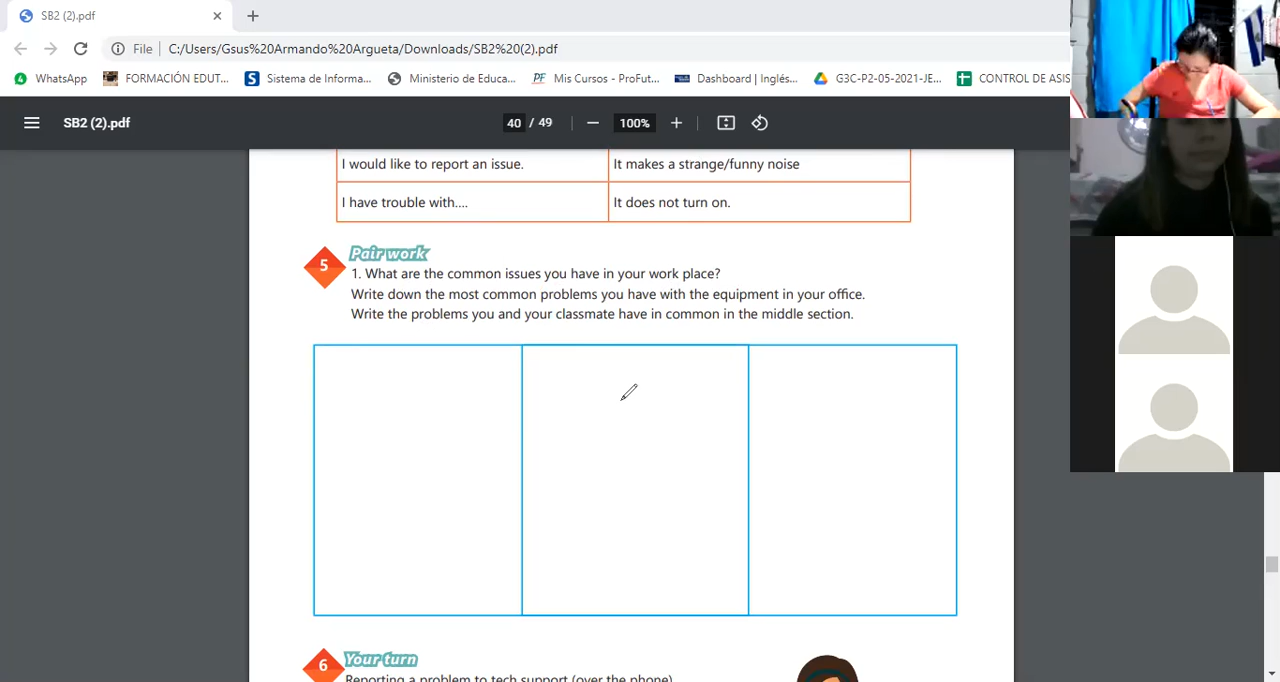 SB2 (2).pdf
File
C:/Users/Gsus%20Armando%20Argueta/Downloads/SB2%20(2).pdf
WhatsApp
FORMACIÓN EDUT...
Sistema de Informa...
Ministerio de Educa...
PF Mis Cursos - ProFut...
Dashboard | Inglés...
G3C-P2-05-2021-JE...
CONTROL DE ASIS
SB2 (2).pdf
40 / 49
100%
I would like to report an issue.
It makes a strange/funny noise
I have trouble with....
It does not turn on.
5
Pair work
1. What are the common issues you have in your work place?
Write down the most common problems you have with the equipment in your office.
Write the problems you and your classmate have in common in the middle section.
6
Your turn
Reporting a problem to tech support (over the phone)